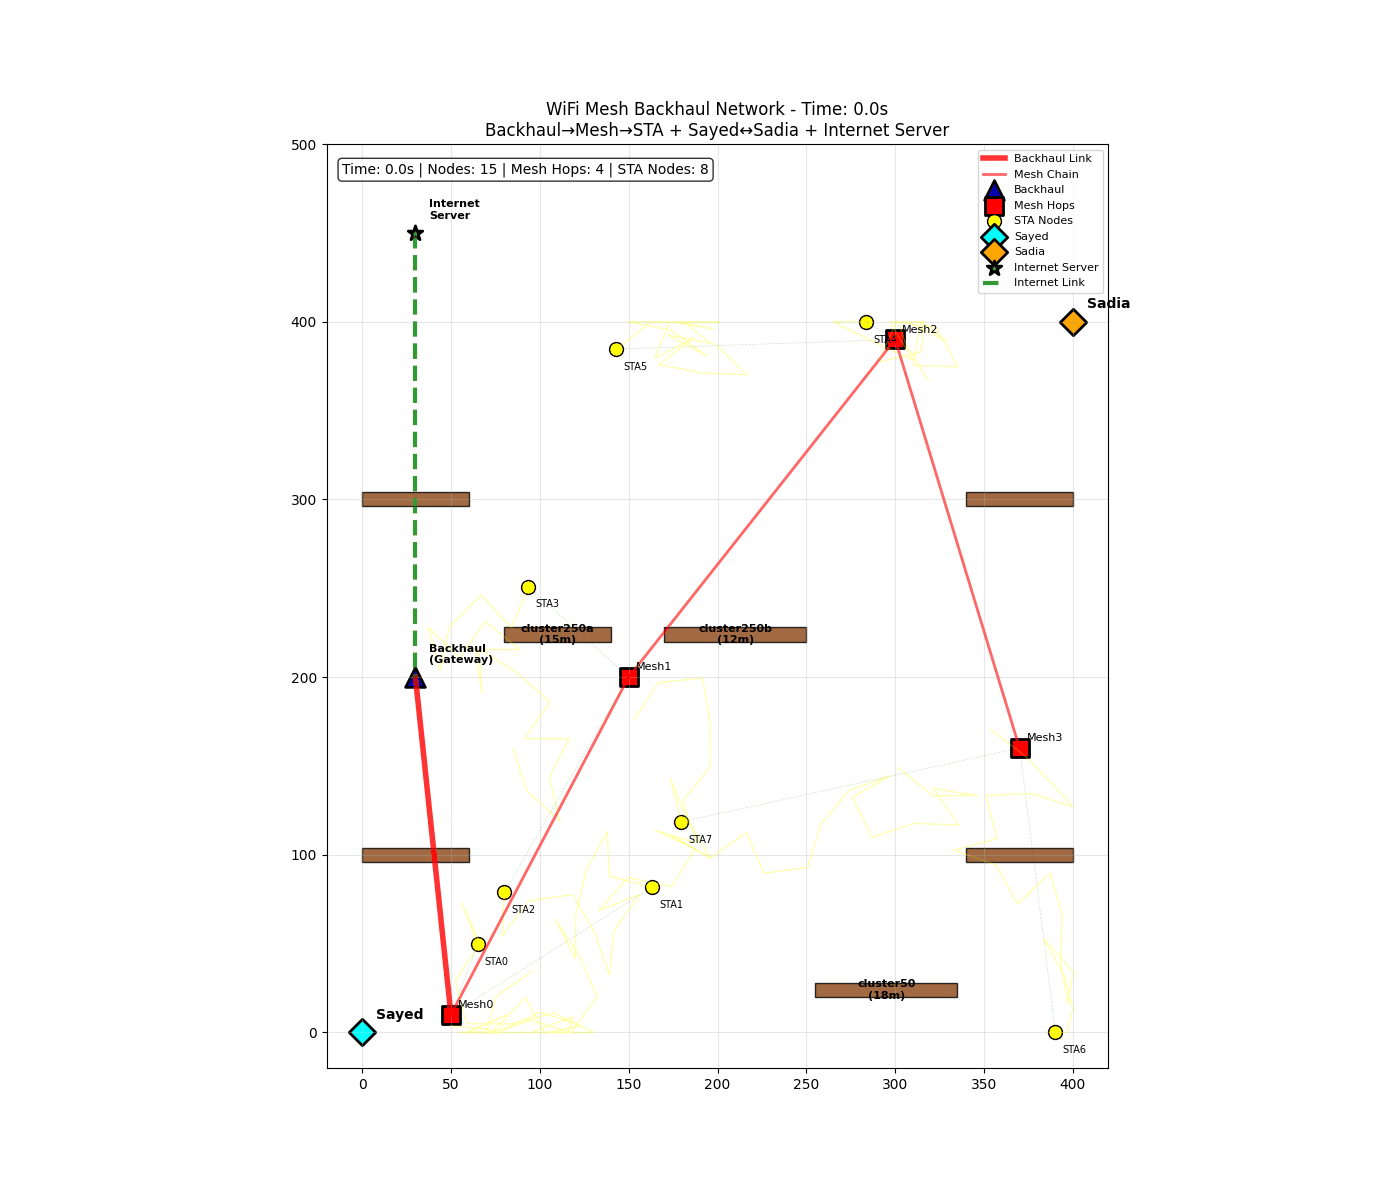 WiFi Mesh Backhaul Network - Time: 0.0s
Backhaul→Mesh→STA + Sayed↔Sadia + Internet Server
Time: 0.0s | Nodes: 15 | Mesh Hops: 4 | STA Nodes: 8
Backhaul Link
Mesh Chain
Backhaul
Mesh Hops
STA Nodes
Sayed
Sadia
Internet Server
Internet Link
Internet
Server
Sadia
Mesh2
STA4
STA5
STA3
cluster250a
(15m)
cluster250b
(12m)
Backhaul
(Gateway)
Mesh1
Mesh3
STA7
STA2
STA1
STA0
cluster50
(18m)
Mesh0
Sayed
STA6
500
400
300
200
100
0
0
50
100
150
200
250
300
350
400